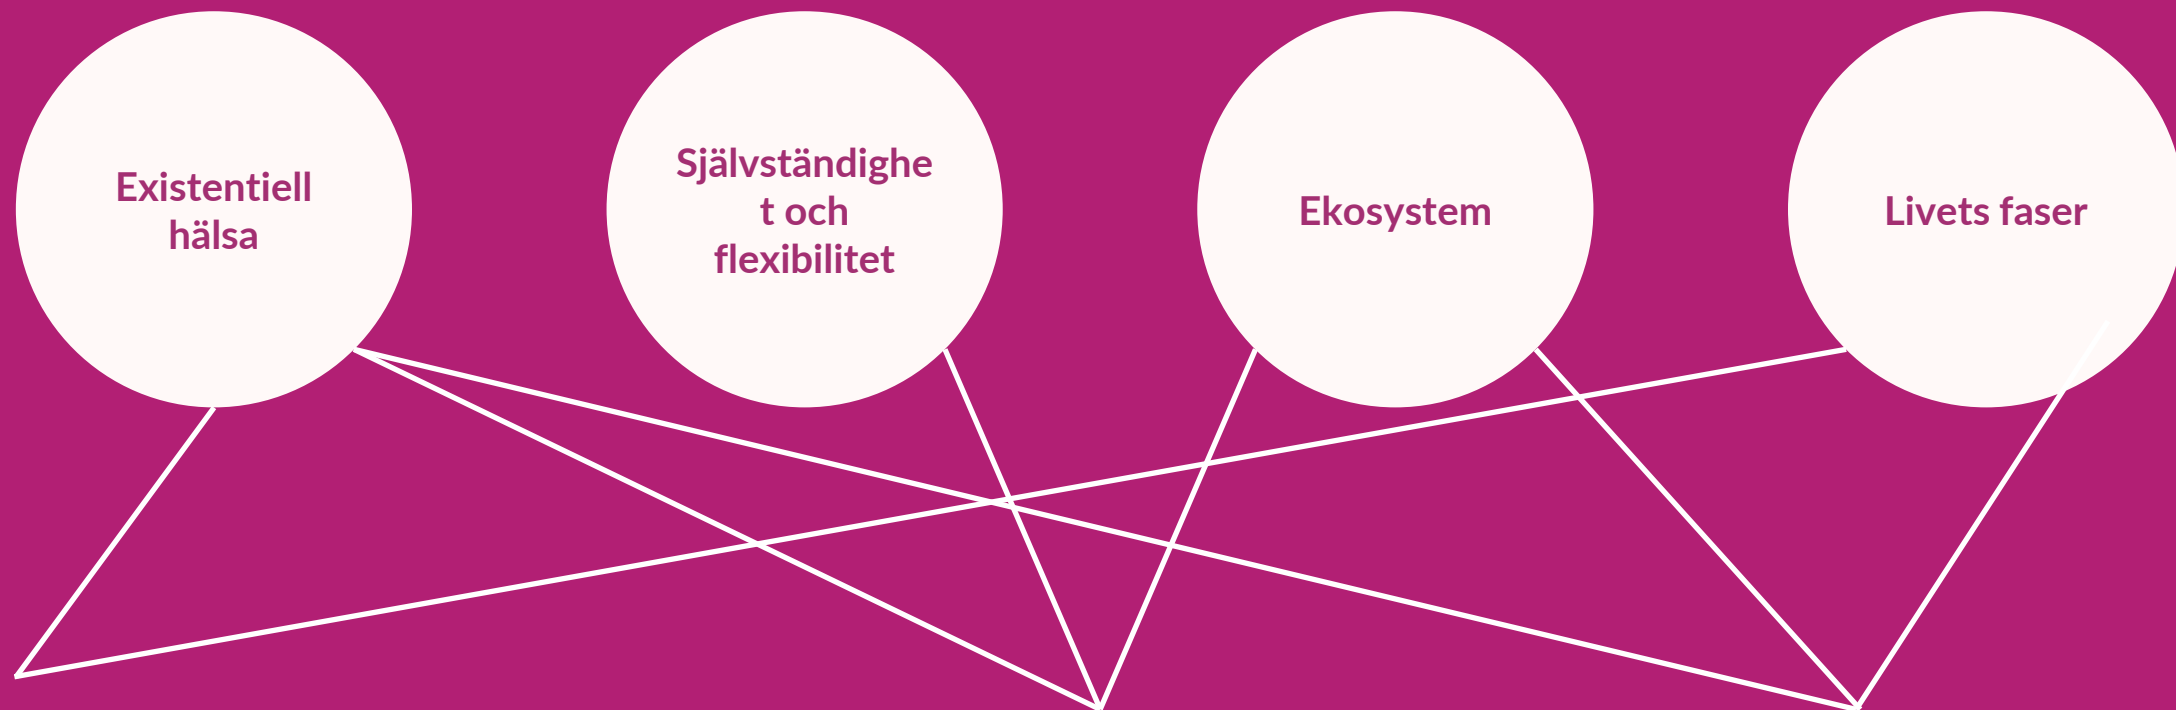 Existentiell
hälsa
Självständighe
t och
flexibilitet
Ekosystem
Livets faser